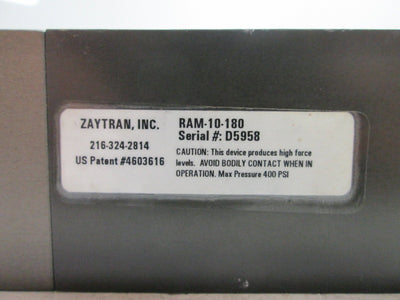 ZAYTRAN, INC.
216-324-2814
US Patent #4603616
RAM-10-180
Serial #: D5958
CAUTION: This device produces high force
levels. AVOID BODILY CONTACT WHEN IN
OPERATION. Max Pressure 400 PSI